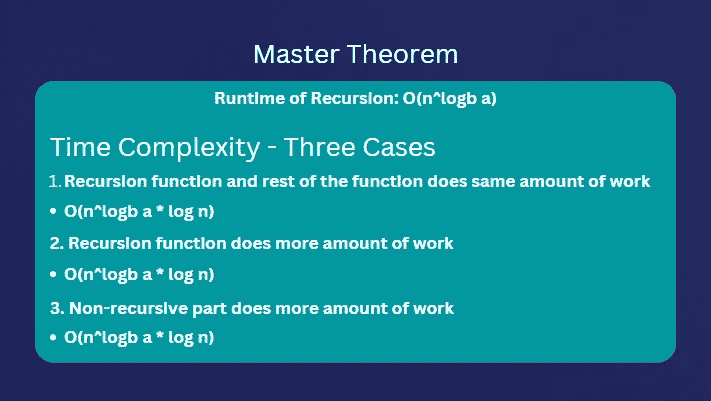 Master Theorem
Runtime of Recursion: O(n^logb a)
Time Complexity - Three Cases
1. Recursion function and rest of the function does same amount of work
• O(n^logb a * log n)
2. Recursion function does more amount of work
• O(n^logb a * log n)
3. Non-recursive part does more amount of work
• O(n^logb a * log n)